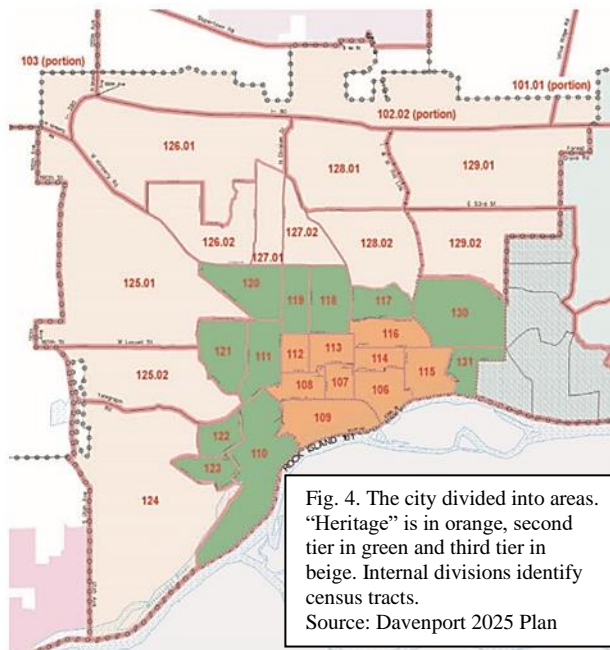 103 (portion)
101.01 (portion)
102.02 (portion)
126.01
128.01
129.01
E 53rd St
126.02
127.01
127.02
128.02
129.02
125.01
120
119
118
117
130
116
121
111
112
113
114
115
131
W Locust St
125.02
108
107
106
Telegraph
Rd
109
122
110
123
124
ROCK ISLAND
Fig. 4. The city divided into areas.
“Heritage” is in orange, second
tier in green and third tier in
beige. Internal divisions identify
census tracts.
Source: Davenport 2025 Plan